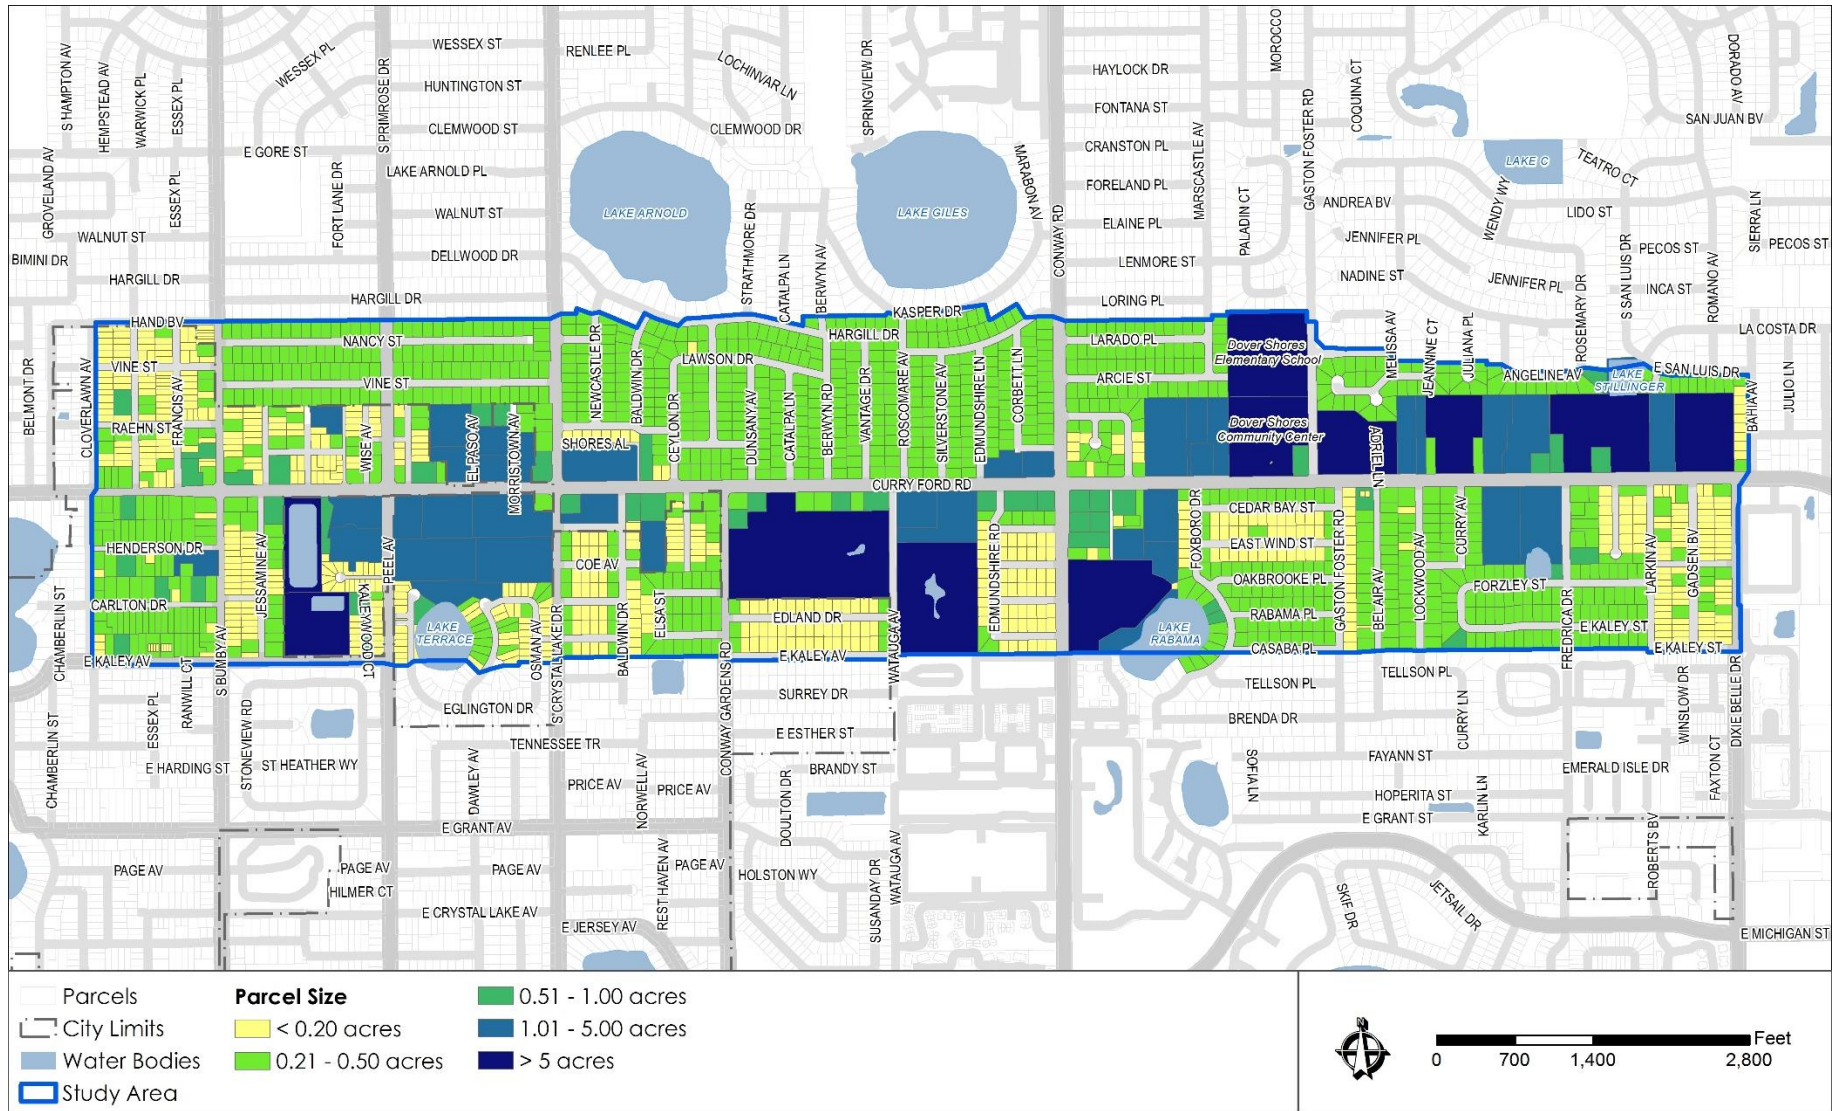 S HAMPTON AV
HEMPSTEAD AV
WARWICK PL
ESSEX PL
WESSEX PL
S PRIMROSE DR
WESSEX ST
HUNTINGTON ST
CLEMWOOD ST
RENLEE PL
LOCHINVAR LN
CLEMWOOD DR
SPRINGVIEW DR
HAYLOCK DR
FONTANA ST
CRANSTON PL
FORELAND PL
ELAINE PL
LENMORE ST
LORING PL
MOROCCO
COQUINA CT
DORADO AV
SAN JUAN BV
GROVELAND AV
ESSEX PL
E GORE ST
FORT LANE DR
LAKE ARNOLD PL
WALNUT ST
DELLWOOD DR
LAKE ARNOLD
LAKE GILES
MARABON AV
CONWAY RD
MARSCASTLE AV
PALADIN CT
GASTON FOSTER RD
ANDREA BV
JENNIFER PL
NADINE ST
WENDY WY
LAKE C
TEATRO CT
LIDO ST
JENNIFER PL
ROSEMARY DR
S SAN LUIS DR
PECOS ST
INCA ST
ROMANO AV
SIERRA LN
PECOS ST
WALNUT ST
BIMINI DR
HARGILL DR
HARGILL DR
STRATHMORE DR
CATALPA LN
BERWYN AV
KASPER DR
LA COSTA DR
HAND BV
NANCY ST
VINE ST
VINE ST
NEWCASTLE DR
BALDWIN DR
LAWSON DR
HARGILL DR
LARADO PL
ARCIE ST
Dover Shores
Elementary School
MELISSA AV
JEANNINE CT
JULIANA PL
ANGELINE AV
E SAN LUIS DR
LAKE
STILLINGER
BELMONT DR
CLOVERLAWN AV
FRANCIS AV
RAEHN ST
WISE AV
EL PASO AV
MORRISTOWN AV
SHORES AL
CEYLON DR
DUNSANY AV
CATALPA LN
BERWYN RD
VANTAGE DR
ROSCOMARE AV
SILVERSTONE AV
EDMUNDSHIRE LN
CORBETT LN
Dover Shores
Community Center
ADRIEL LN
BAHIA AV
JULIO LN
CURRY FORD RD
HENDERSON DR
CARLTON DR
JESSAMINE AV
PEEL AV
KALEYWOOD CT
LAKE
TERRACE
COE AV
ELSA ST
EDLAND DR
EDMUNDSHIRE RD
FOXBORO DR
CEDAR BAY ST
EAST WIND ST
OAKBROOKE PL
RABAMA PL
CASABA PL
LAKE
RABAMA
GASTON FOSTER RD
BEL AIR AV
LOCKWOOD AV
CURRY AV
FORZLEY ST
E KALEY ST
LARKIN AV
GADSEN BV
E KALEY ST
CHAMBERLIN ST
E KALEY AV
RANWILL CT
S BUMBY AV
OSMAN AV
S CRYSTAL LAKE DR
BALDWIN DR
CONWAY GARDENS RD
E KALEY AV
WATAUGA AV
FREDRICA DR
CHAMBERLIN ST
ESSEX PL
STONEVIEW RD
ST HEATHER WY
E HARDING ST
EGLINGTON DR
TENNESSEE TR
DAWLEY AV
PRICE AV
NORWELL AV
PRICE AV
SURREY DR
E ESTHER ST
BRANDY ST
DOULTON DR
TELLSON PL
TELLSON PL
BRENDA DR
SOFIA LN
CURRY LN
FAYANN ST
HOPERITA ST
E GRANT ST
KARLIN LN
EMERALD ISLE DR
WINSLOW DR
FAXTON CT
DIXIE BELLE DR
E GRANT AV
PAGE AV
PAGE AV
HILMER CT
PAGE AV
E CRYSTAL LAKE AV
REST HAVEN AV
PAGE AV
E JERSEY AV
HOLSTON WY
SUSANDAY DR
WATAUGA AV
SKIF DR
JETSAIL DR
ROBERTS BV
E MICHIGAN ST
Parcels
City Limits
Water Bodies
Study Area
Parcel Size
< 0.20 acres
0.21 - 0.50 acres
0.51 - 1.00 acres
1.01 - 5.00 acres
> 5 acres
N
Feet
0 700 1,400 2,800